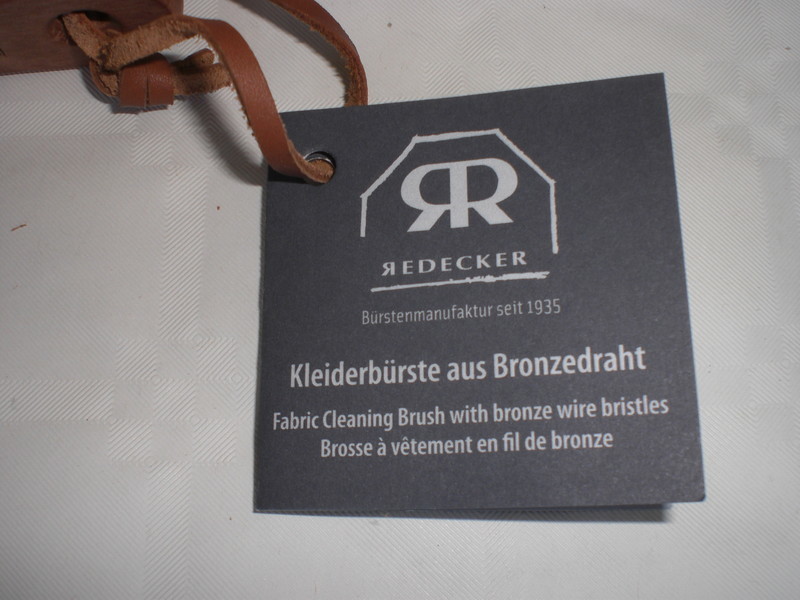 RR
REDECKER
Bürstenmanufaktur seit 1935
Kleiderbürste aus Bronzedraht
Fabric Cleaning Brush with bronze wire bristles
Brosse à vêtement en fil de bronze